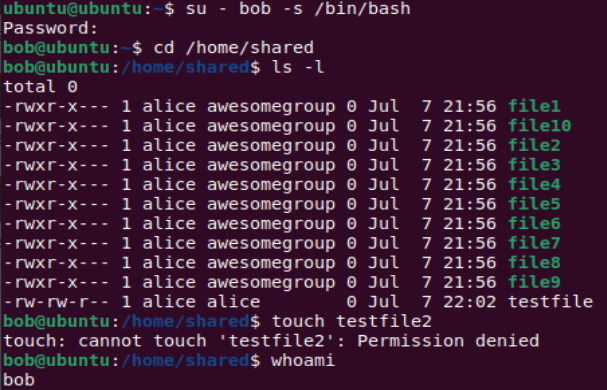 ubuntu@ubuntu:~$ su - bob -s /bin/bash
Password:
bob@ubuntu:~$ cd /home/shared
bob@ubuntu:/home/shared$ ls -l
total 0
-rwxr-x--- 1 alice awesomegroup 0 Jul  7 21:56 file1
-rwxr-x--- 1 alice awesomegroup 0 Jul  7 21:56 file10
-rwxr-x--- 1 alice awesomegroup 0 Jul  7 21:56 file2
-rwxr-x--- 1 alice awesomegroup 0 Jul  7 21:56 file3
-rwxr-x--- 1 alice awesomegroup 0 Jul  7 21:56 file4
-rwxr-x--- 1 alice awesomegroup 0 Jul  7 21:56 file5
-rwxr-x--- 1 alice awesomegroup 0 Jul  7 21:56 file6
-rwxr-x--- 1 alice awesomegroup 0 Jul  7 21:56 file7
-rwxr-x--- 1 alice awesomegroup 0 Jul  7 21:56 file8
-rwxr-x--- 1 alice awesomegroup 0 Jul  7 21:56 file9
-rw-rw-r-- 1 alice alice        0 Jul  7 22:02 testfile
bob@ubuntu:/home/shared$ touch testfile2
touch: cannot touch 'testfile2': Permission denied
bob@ubuntu:/home/shared$ whoami
bob